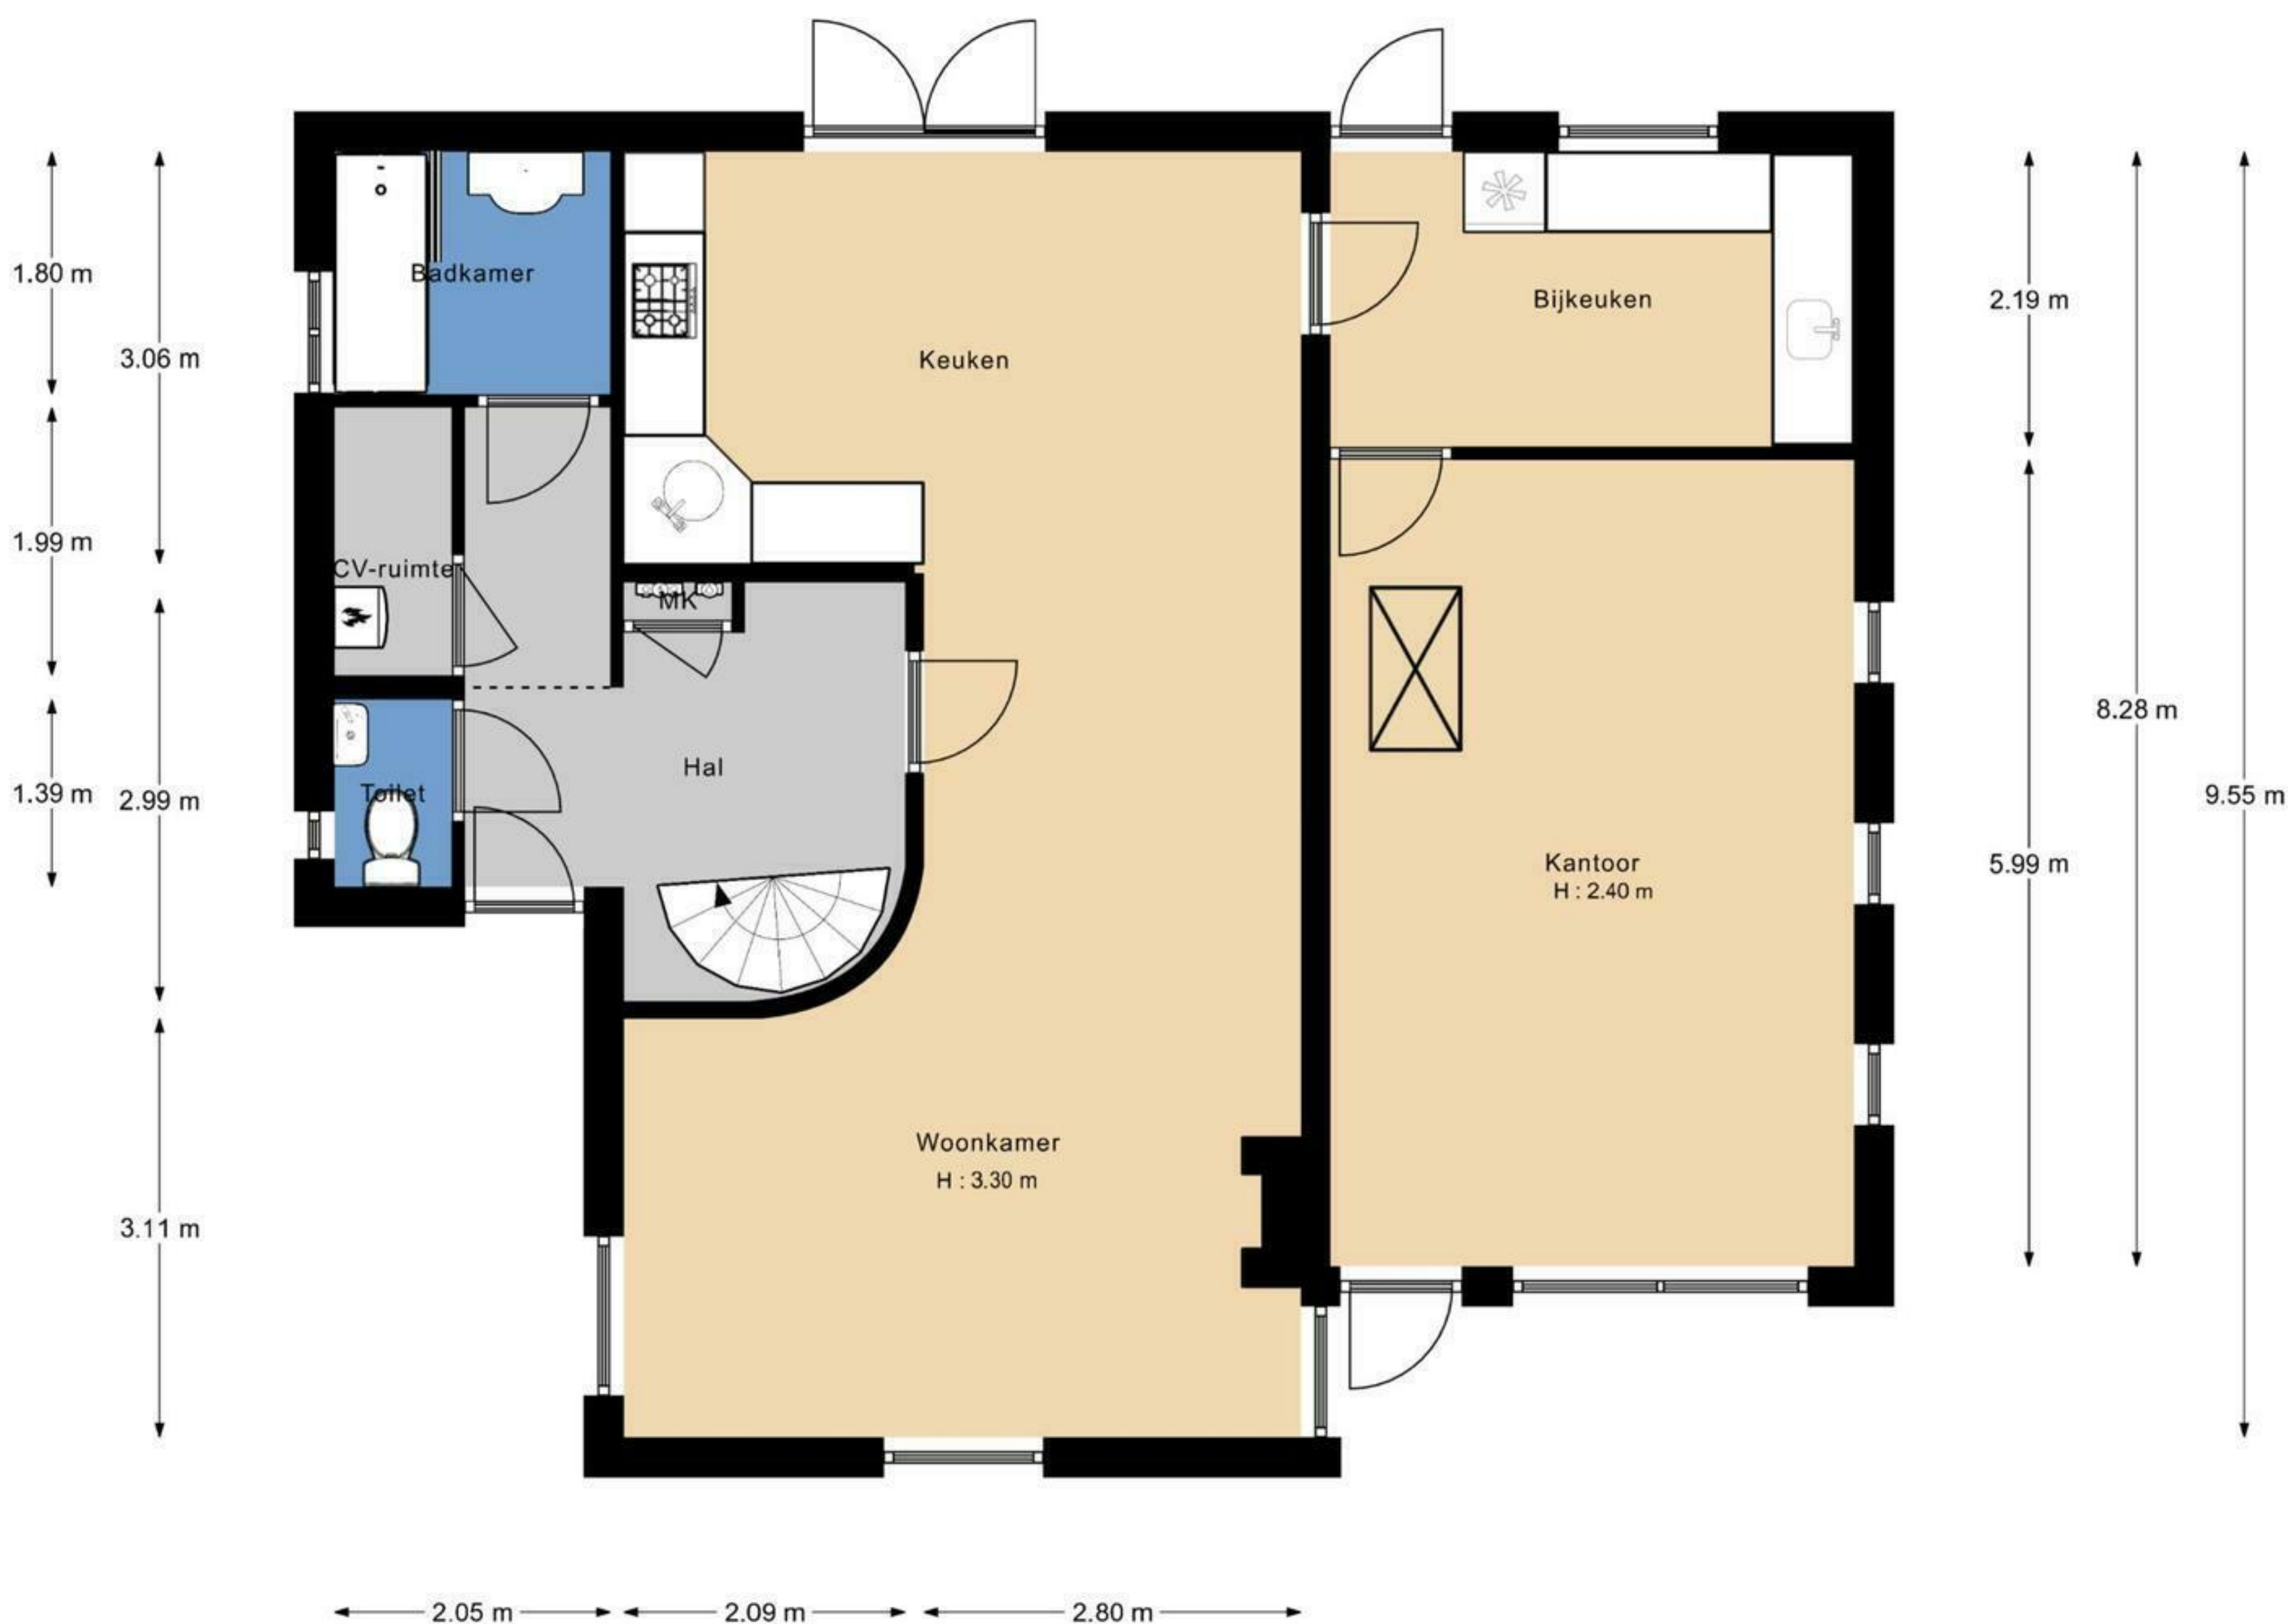 1.80 m
Badkamer
2.19 m
Bijkeuken
3.06 m
Keuken
1.99 m
CV-ruimte
MK
8.28 m
Hal
1.39 m
2.99 m
Toilet
9.55 m
Kantoor
H : 2.40 m
5.99 m
Woonkamer
H : 3.30 m
3.11 m
2.05 m
2.09 m
2.80 m